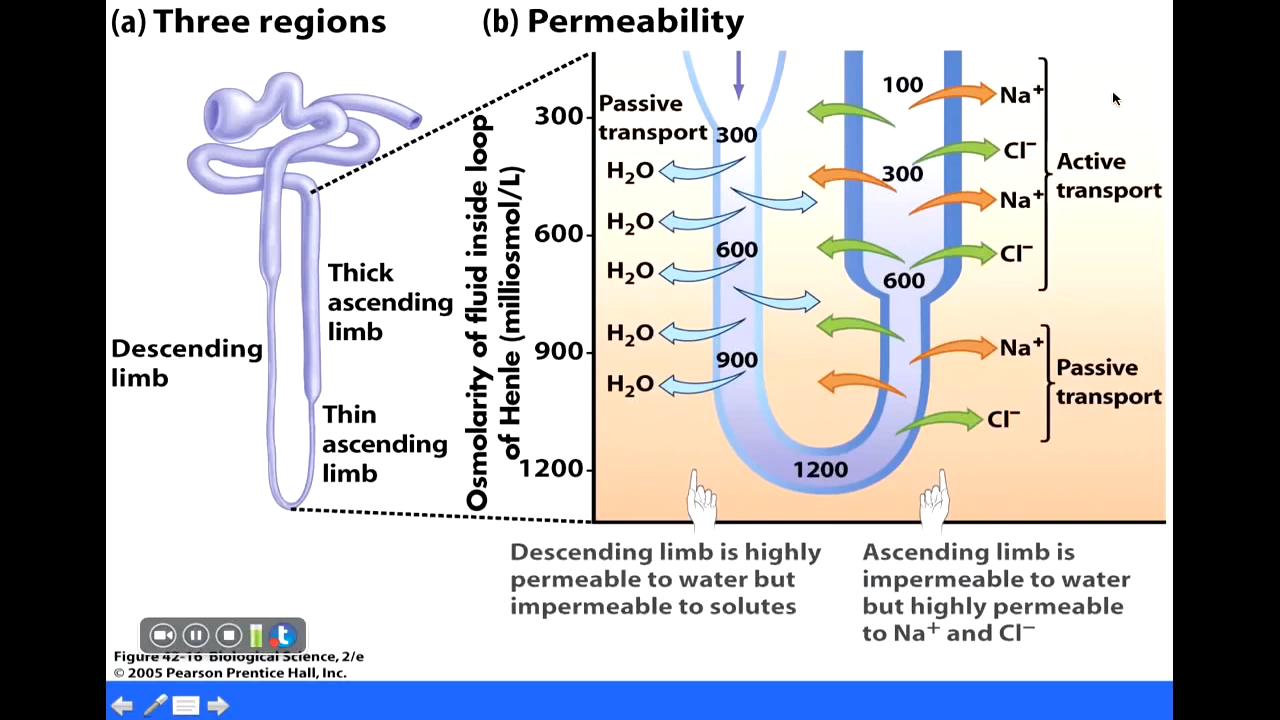 (a) Three regions
Thick
ascending
limb
Descending
limb
Thin
ascending
limb
(b) Permeability
Osmolarity of fluid inside loop
of Henle (milliosmol/L)
300
600
900
1200
Passive
transport
H₂O
H₂O
H₂O
H₂O
H₂O
300
600
900
1200
100
300
600
Na⁺
Cl⁻
Na⁺
Cl⁻
Active
transport
Na⁺
Cl⁻
Passive
transport
Descending limb is highly
permeable to water but
impermeable to solutes
Ascending limb is
impermeable to water
but highly permeable
to Na⁺ and Cl⁻
t
Figure 42-16 Biological Science, 2/e
© 2005 Pearson Prentice Hall, Inc.